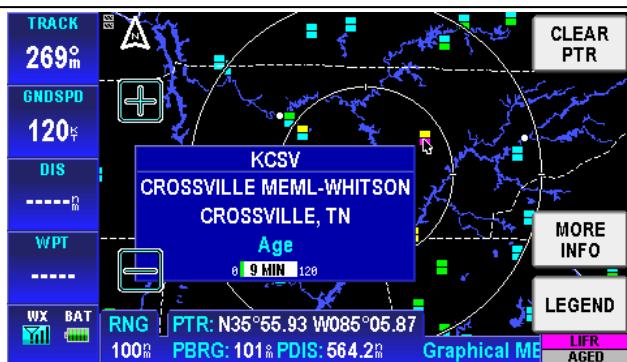 TRACK
269°m
GNDSPD
120kt
DIS
-----nm
WPT
-----
WX BAT
N
CLEAR
PTR
KCSV
CROSSVILLE MEML-WHITSON
CROSSVILLE, TN
Age
0 9 MIN 120
MORE
INFO
LEGEND
RNG
100nm
PTR: N35°55.93 W085°05.87
PBRG: 101m PDIS: 564.2nm
Graphical ME
LIFR
AGED